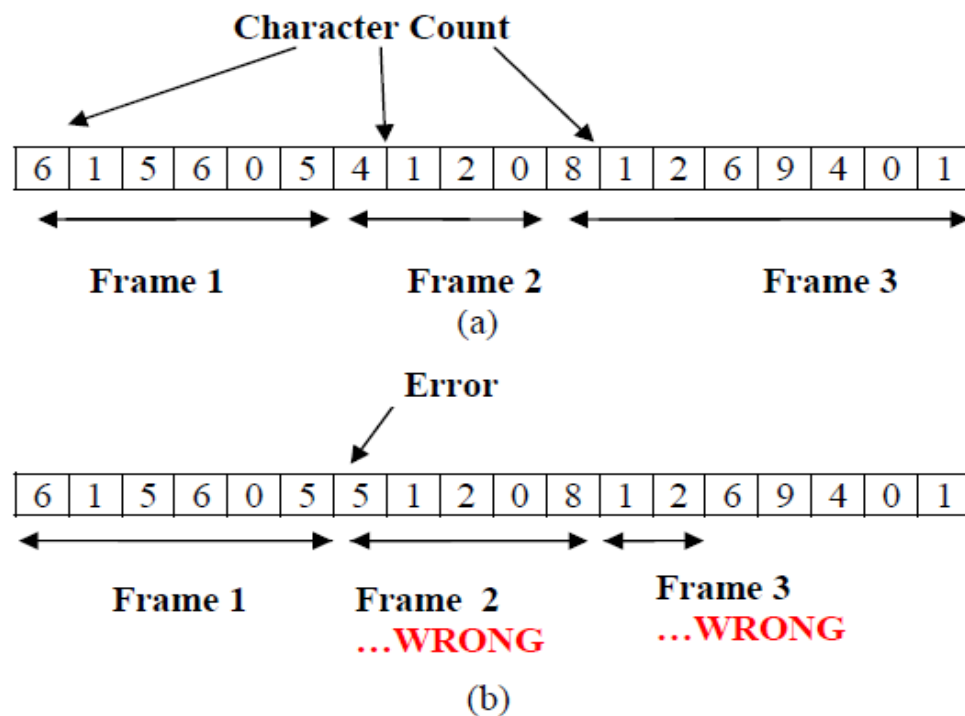 Character Count
6 1 5 6 0 5 4 1 2 0 8 1 2 6 9 4 0 1
Frame 1 Frame 2 Frame 3
(a)
Error
6 1 5 6 0 5 5 1 2 0 8 1 2 6 9 4 0 1
Frame 1 Frame 2 Frame 3
...WRONG ...WRONG
(b)